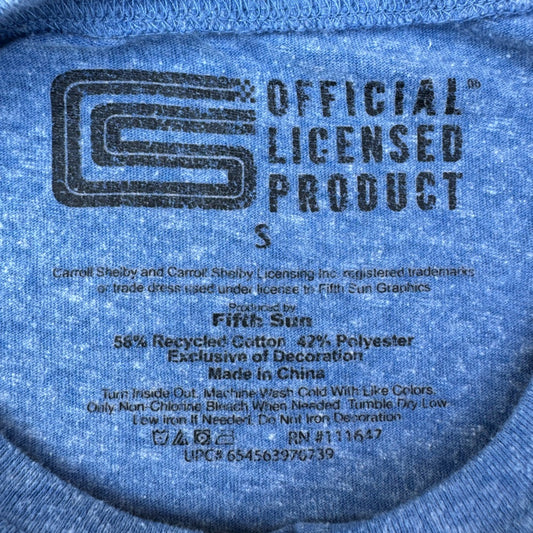 CS OFFICIAL
LICENSED
PRODUCT
S
Carroll Shelby and Carroll Shelby Licensing Inc. registered trademarks
or trade dress used under license to Fifth Sun Graphics
Produced by
Fifth Sun
58% Recycled Cotton 42% Polyester
Exclusive of Decoration
Made in China
Turn Inside Out. Machine Wash Cold With Like Colors.
Only Non-Chlorine Bleach When Needed. Tumble Dry Low.
Low Iron If Needed. Do Not Iron Decoration.
RN #111647
UPC# 654563970739